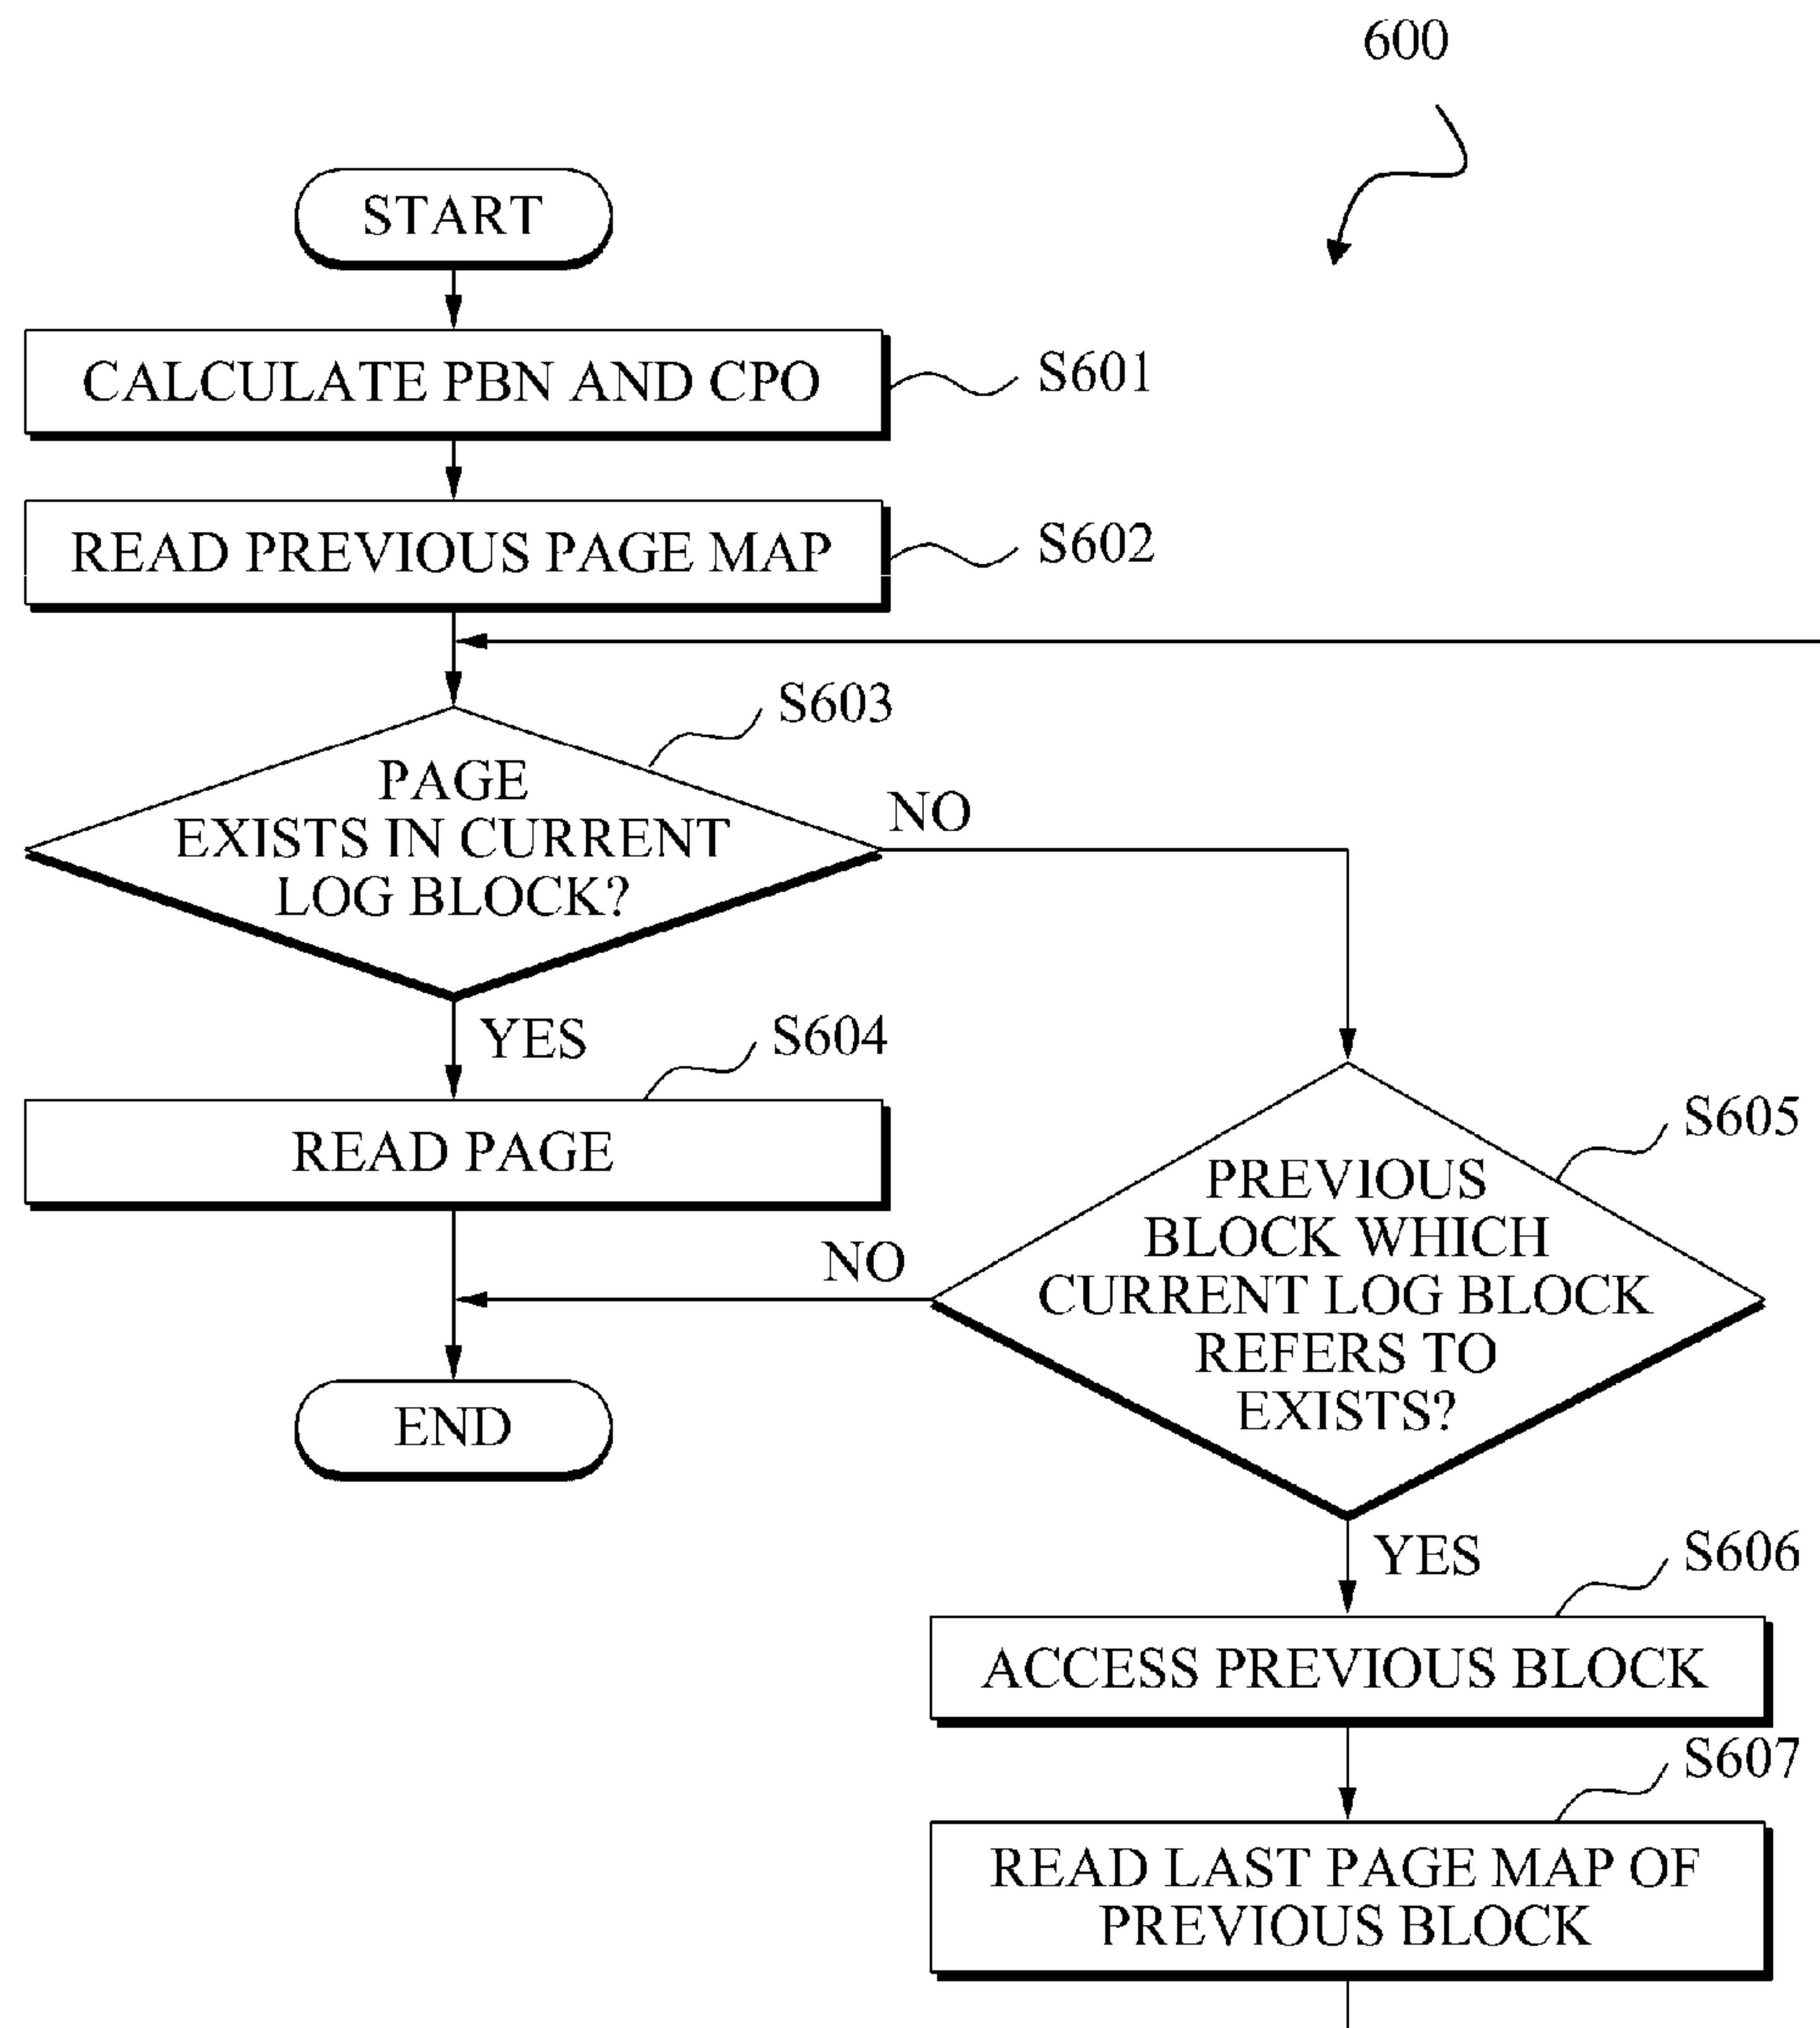 600
START
CALCULATE PBN AND CPO
S601
READ PREVIOUS PAGE MAP
S602
S603
PAGE
EXISTS IN CURRENT
LOG BLOCK?
NO
YES
S604
READ PAGE
S605
PREVIOUS
BLOCK WHICH
CURRENT LOG BLOCK
REFERS TO
EXISTS?
NO
END
YES
S606
ACCESS PREVIOUS BLOCK
S607
READ LAST PAGE MAP OF
PREVIOUS BLOCK